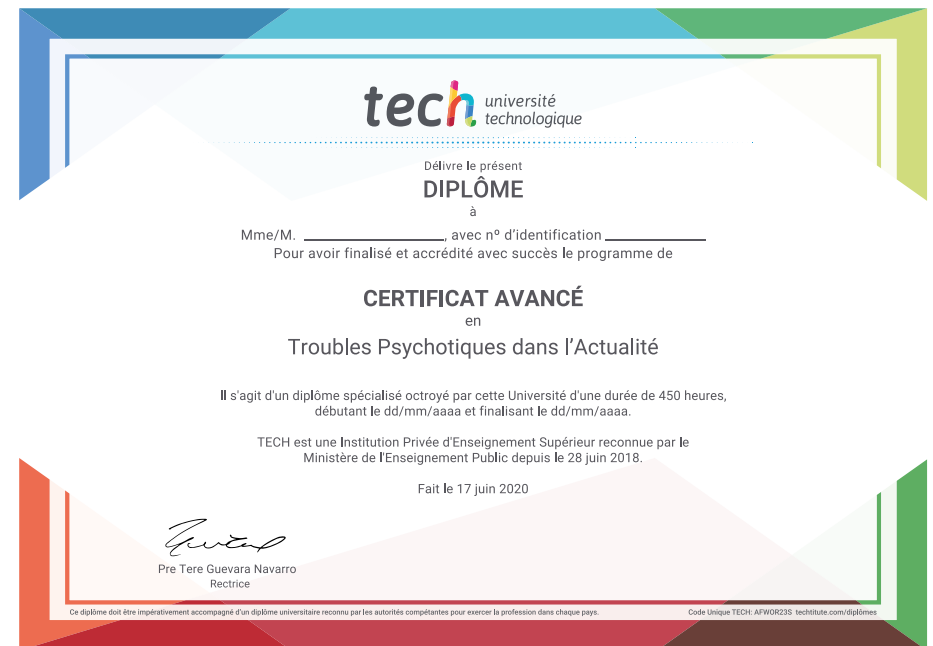 tech université
technologique
Délivre le présent
DIPLÔME
à
Mme/M. ____________________, avec nº d'identification ______________
Pour avoir finalisé et accrédité avec succès le programme de
CERTIFICAT AVANCÉ
en
Troubles Psychotiques dans l'Actualité
Il s'agit d'un diplôme spécialisé octroyé par cette Université d'une durée de 450 heures,
débutant le dd/mm/aaaa et finalisant le dd/mm/aaaa.
TECH est une Institution Privée d'Enseignement Supérieur reconnue par le
Ministère de l'Enseignement Public depuis le 28 juin 2018.
Fait le 17 juin 2020
Pre Tere Guevara Navarro
Rectrice
Ce diplôme doit être impérativement accompagné d'un diplôme universitaire reconnu par les autorités compétentes pour exercer la profession dans chaque pays.
Code Unique TECH: AFWOR23S techtitute.com/diplômes